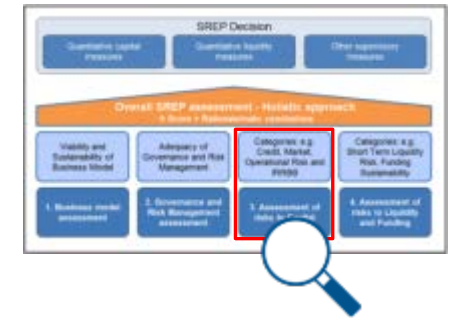 SREP Decision
Quantitative capital
measures
Quantitative liquidity
measures
Other supervisory
measures
Overall SREP assessment - Holistic approach
Viability and
Sustainability of
Business Model
Adequacy of
Governance and Risk
Management
Categories: e.g.
Credit, Market,
Operational Risk and
IRRBB
Categories: e.g.
Short Term Liquidity
Risk, Funding
Sustainability
1. Business model
assessment
2. Governance and
Risk Management
assessment
3. Assessment of
risks to Capital
4. Assessment of
risks to Liquidity
and Funding